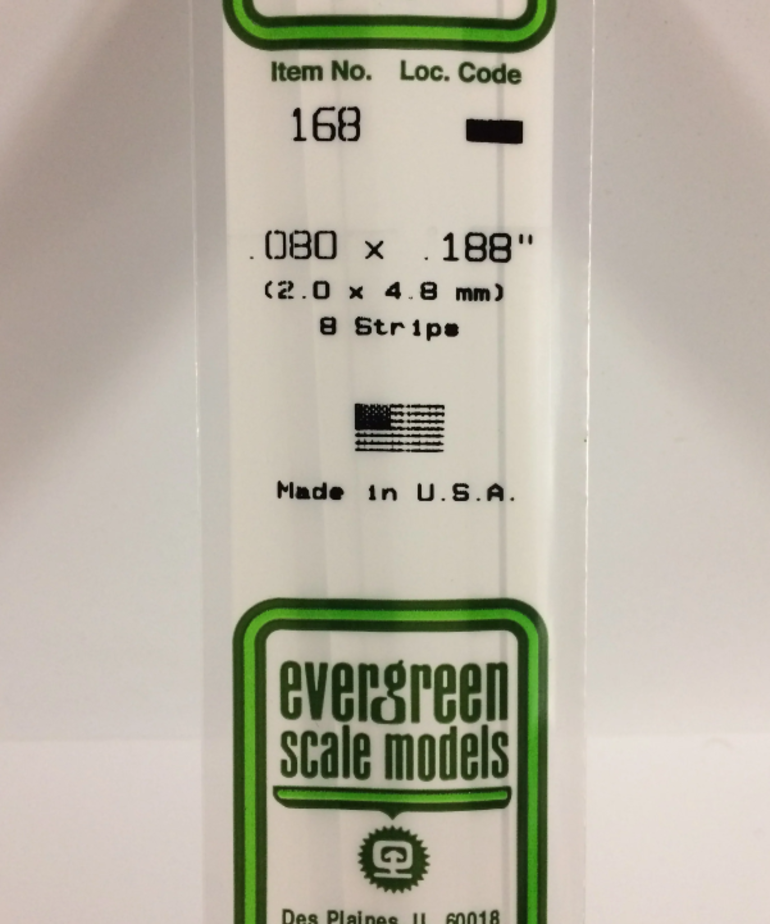 Item No. Loc. Code
168
.080 x .188"
(2.0 x 4.8 mm)
8 Strips
Made in U.S.A.
evergreen
scale models
Des Plaines, IL 60018